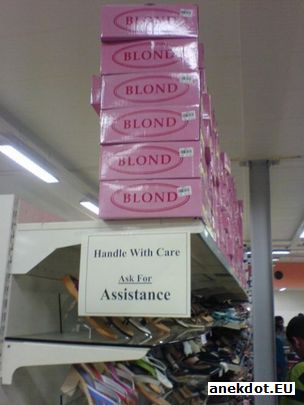 BLOND
BLOND
BLOND
BLOND
BLOND
BLOND
Handle With Care
Ask For
Assistance
anekdot.EU